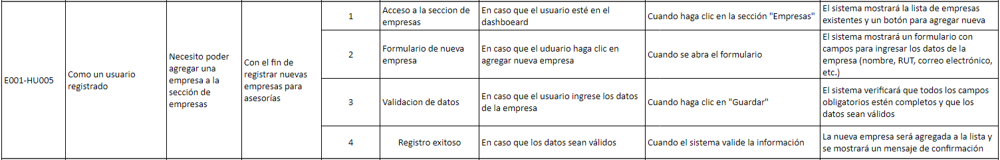 E001-HU005
Como un usuario
registrado
Necesito poder
agregar una
empresa a la
sección de
empresas
Con el fin de
registrar nuevas
empresas para
asesorías
1
Acceso a la seccion de
empresas
En caso que el usuario esté en el
dashboeard
Cuando haga clic en la sección "Empresas"
El sistema mostrará la lista de empresas
existentes y un botón para agregar nueva
2
Formulario de nueva
empresa
En caso que el uduario haga clic en
agregar nueva empresa
Cuando se abra el formulario
El sistema mostrará un formulario con
campos para ingresar los datos de la
empresa (nombre, RUT, correo electrónico,
etc.)
3
Validacion de datos
En caso que el usuario ingrese los datos
de la empresa
Cuando haga clic en "Guardar"
El sistema verificará que todos los campos
obligatorios estén completos y que los
datos sean válidos
4
Registro exitoso
En caso que los datos sean válidos
Cuando el sistema valide la información
La nueva empresa será agregada a la lista y
se mostrará un mensaje de confirmación